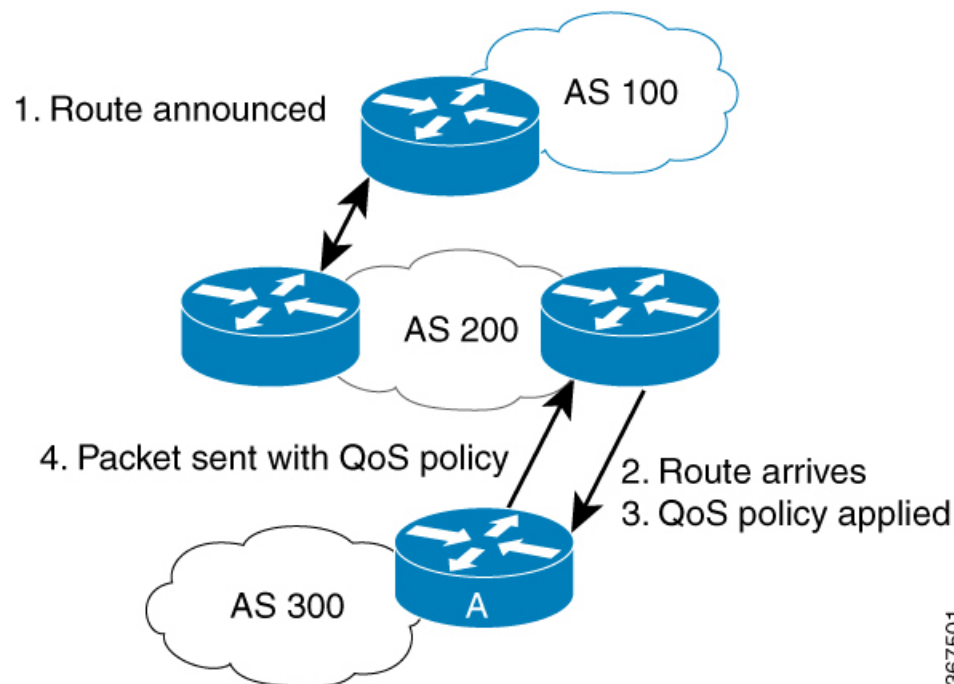 AS 100
1. Route announced
AS 200
4. Packet sent with QoS policy
2. Route arrives
3. QoS policy applied
AS 300
A
367501